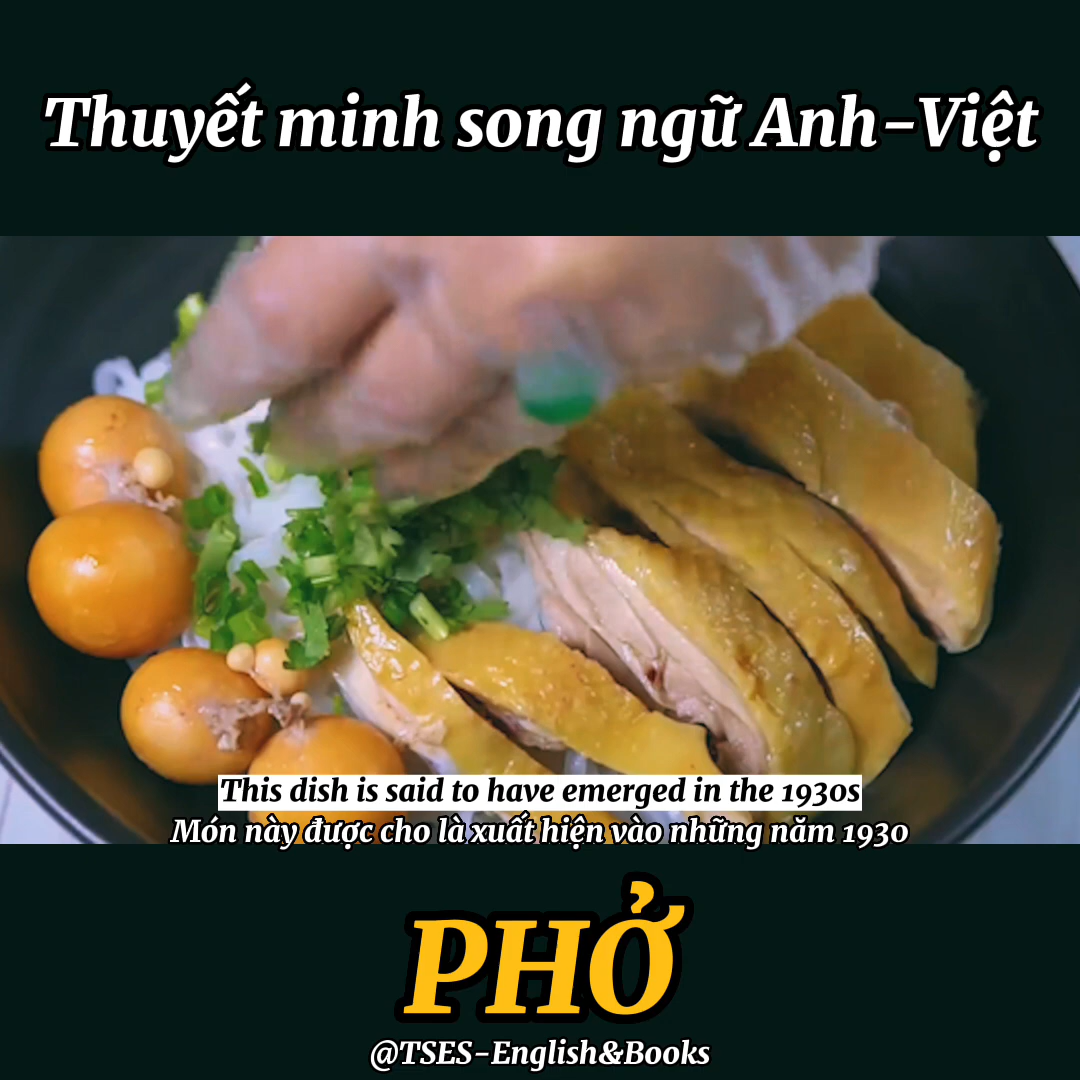 Thuyết minh song ngữ Anh-Việt
This dish is said to have emerged in the 1930s
Món này được cho là xuất hiện vào những năm 1930
PHỞ
@TSES-English&Books